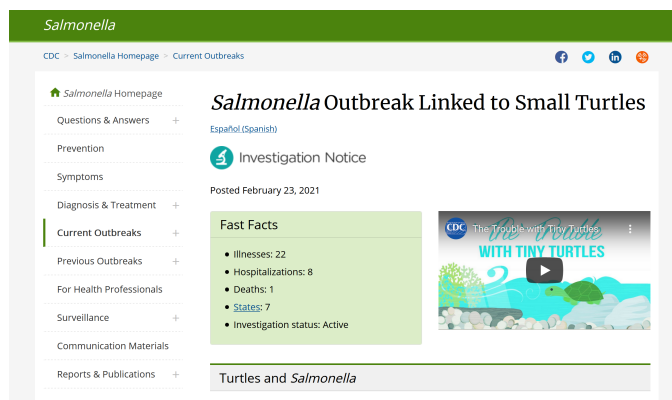 Salmonella
CDC > Salmonella Homepage > Current Outbreaks
Salmonella Homepage
Questions & Answers +
Prevention
Symptoms
Diagnosis & Treatment +
Current Outbreaks +
Previous Outbreaks +
For Health Professionals
Surveillance +
Communication Materials
Reports & Publications +
Salmonella Outbreak Linked to Small Turtles
Español (Spanish)
Investigation Notice
Posted February 23, 2021
Fast Facts
• Illnesses: 22
• Hospitalizations: 8
• Deaths: 1
• States: 7
• Investigation status: Active
CDC The Trouble with Tiny Turtles
The Trouble
WITH TINY TURTLES
Turtles and Salmonella